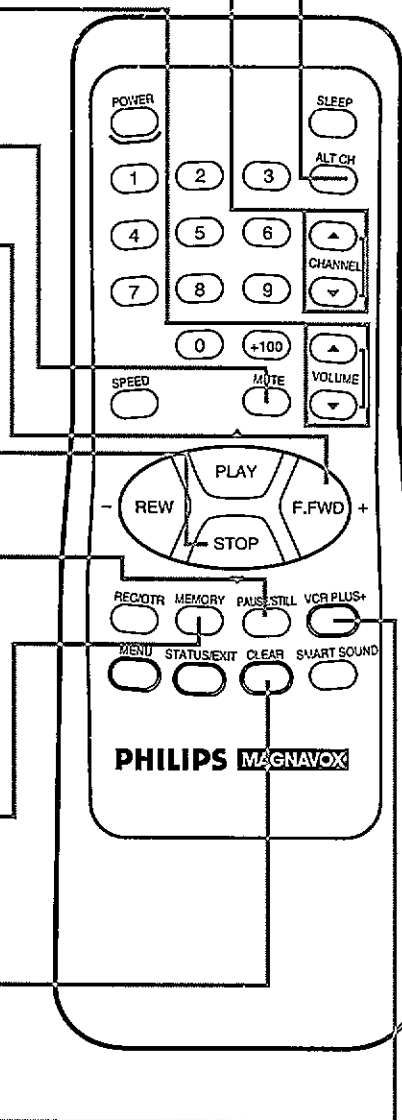 POWER SLEEP
ALT CH
1 2 3
4 5 6
CHANNEL
7 8 9
0 +100
SPEED MUTE VOLUME
PLAY
- REW F.FWD +
STOP
REC/OTR MEMORY PAUSE/STILL VCR PLUS+
MENU STATUS/EXIT CLEAR SMART SOUND
PHILIPS MAGNAVOX